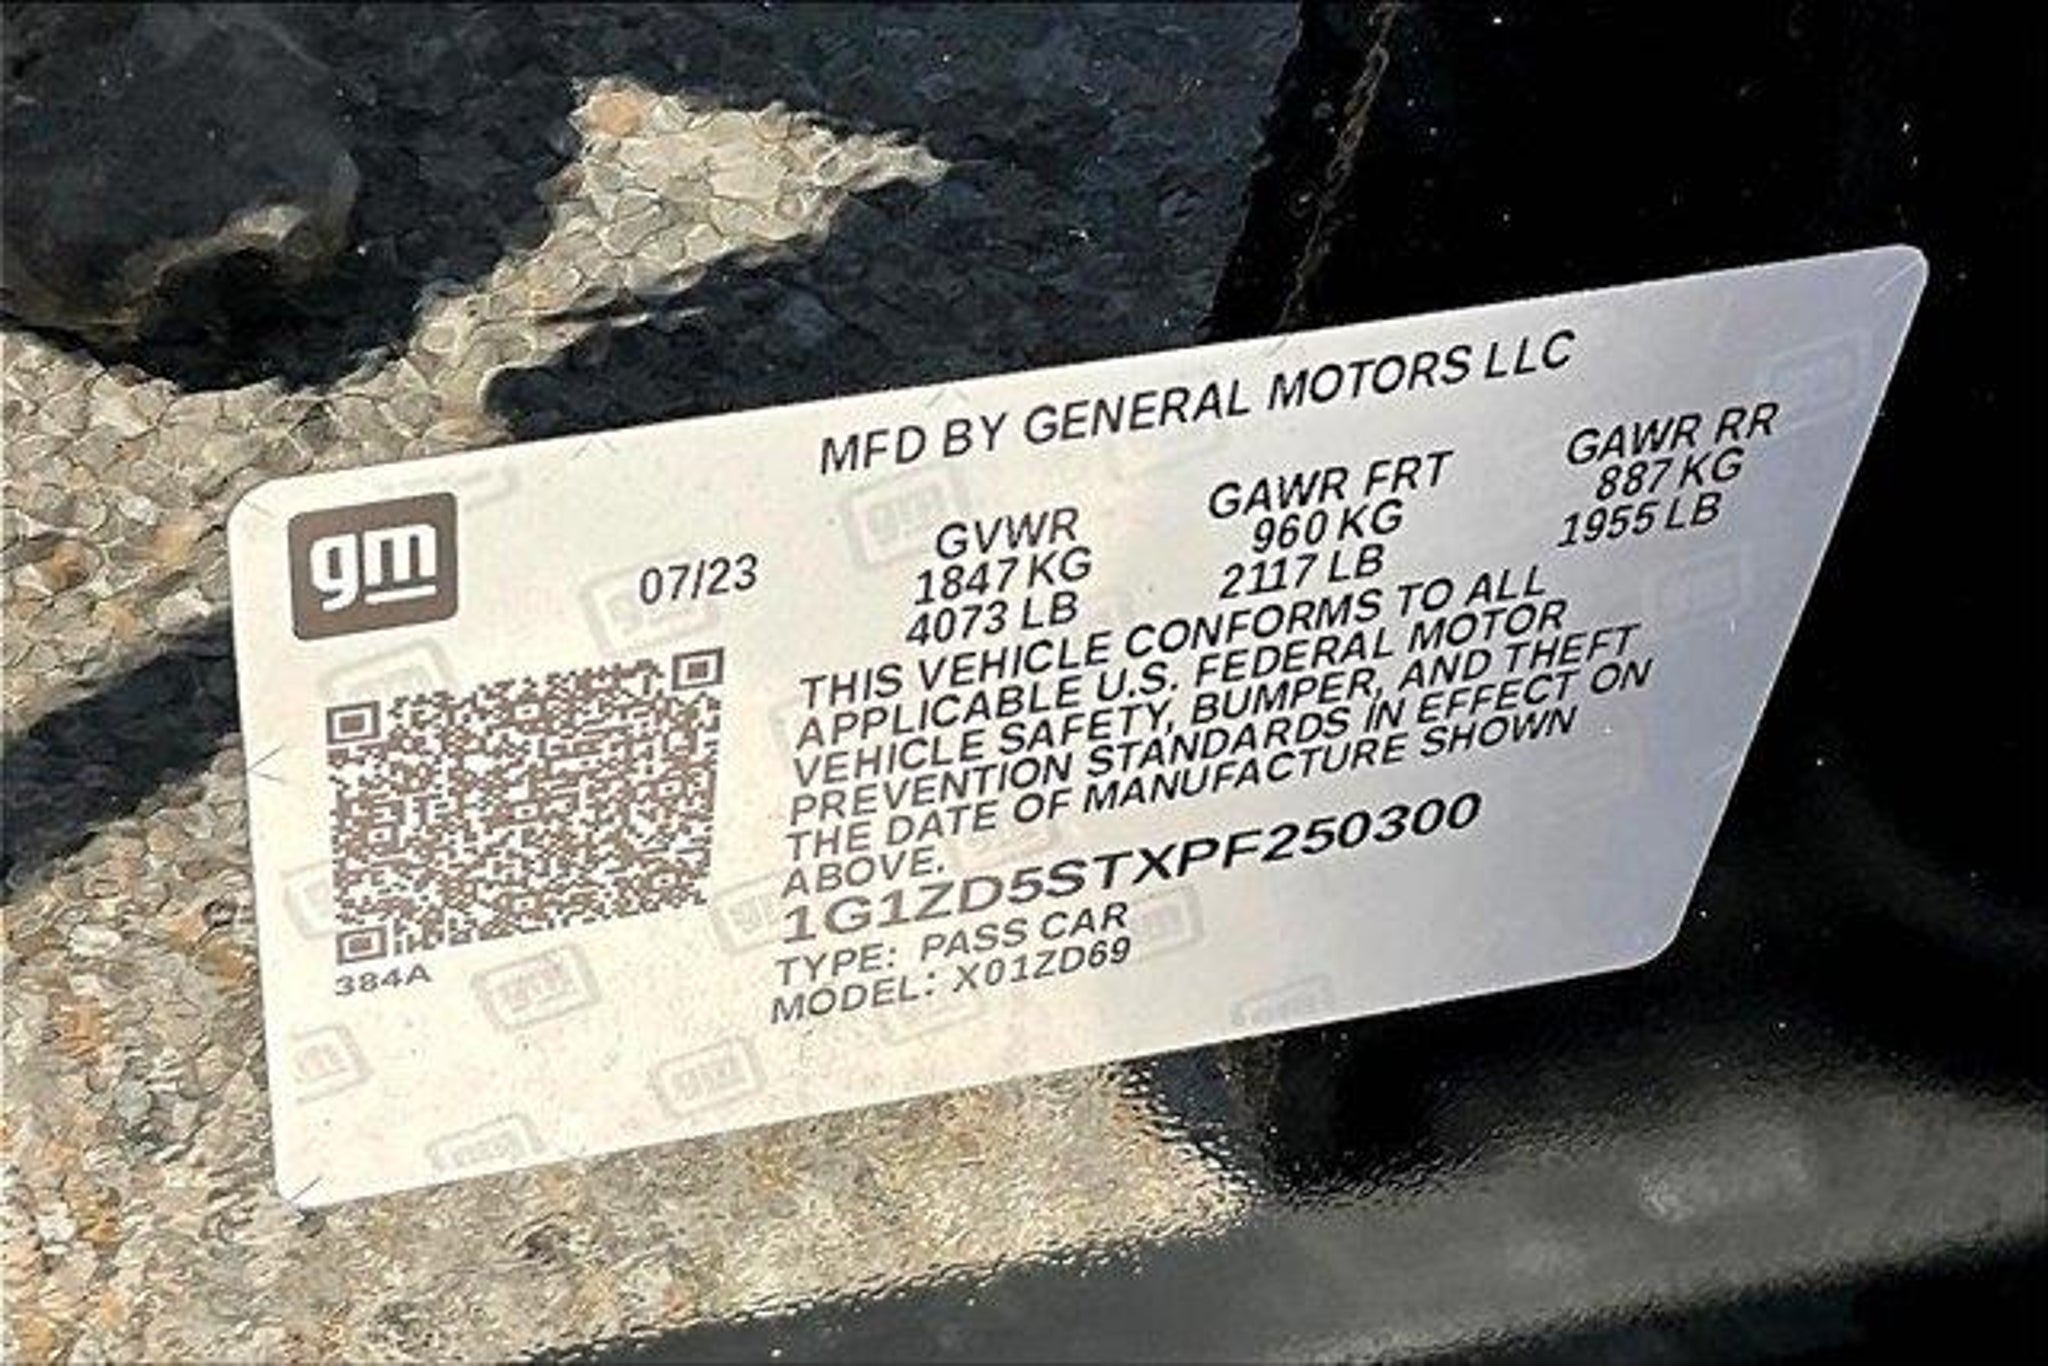 MFD BY GENERAL MOTORS LLC
gm
07/23
GVWR GAWR FRT GAWR RR
1847 KG 960 KG 887 KG
4073 LB 2117 LB 1955 LB
THIS VEHICLE CONFORMS TO ALL
APPLICABLE U.S. FEDERAL MOTOR
VEHICLE SAFETY, BUMPER, AND THEFT
PREVENTION STANDARDS IN EFFECT ON
THE DATE OF MANUFACTURE SHOWN
ABOVE.
1G1ZD5STXPF250300
TYPE: PASS CAR
MODEL: X01ZD69
384A